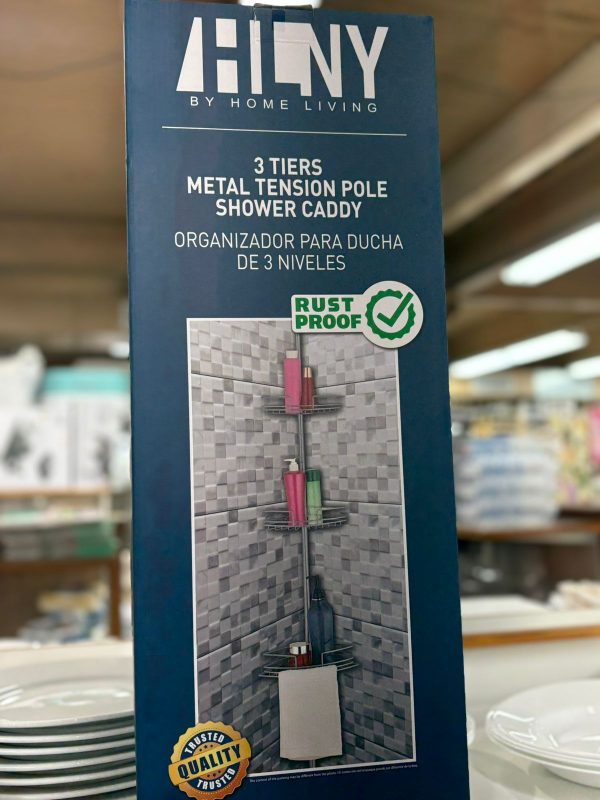 HLNY
BY HOME LIVING
3 TIERS
METAL TENSION POLE
SHOWER CADDY
ORGANIZADOR PARA DUCHA
DE 3 NIVELES
RUST
PROOF
TRUSTED
QUALITY
TRUSTED